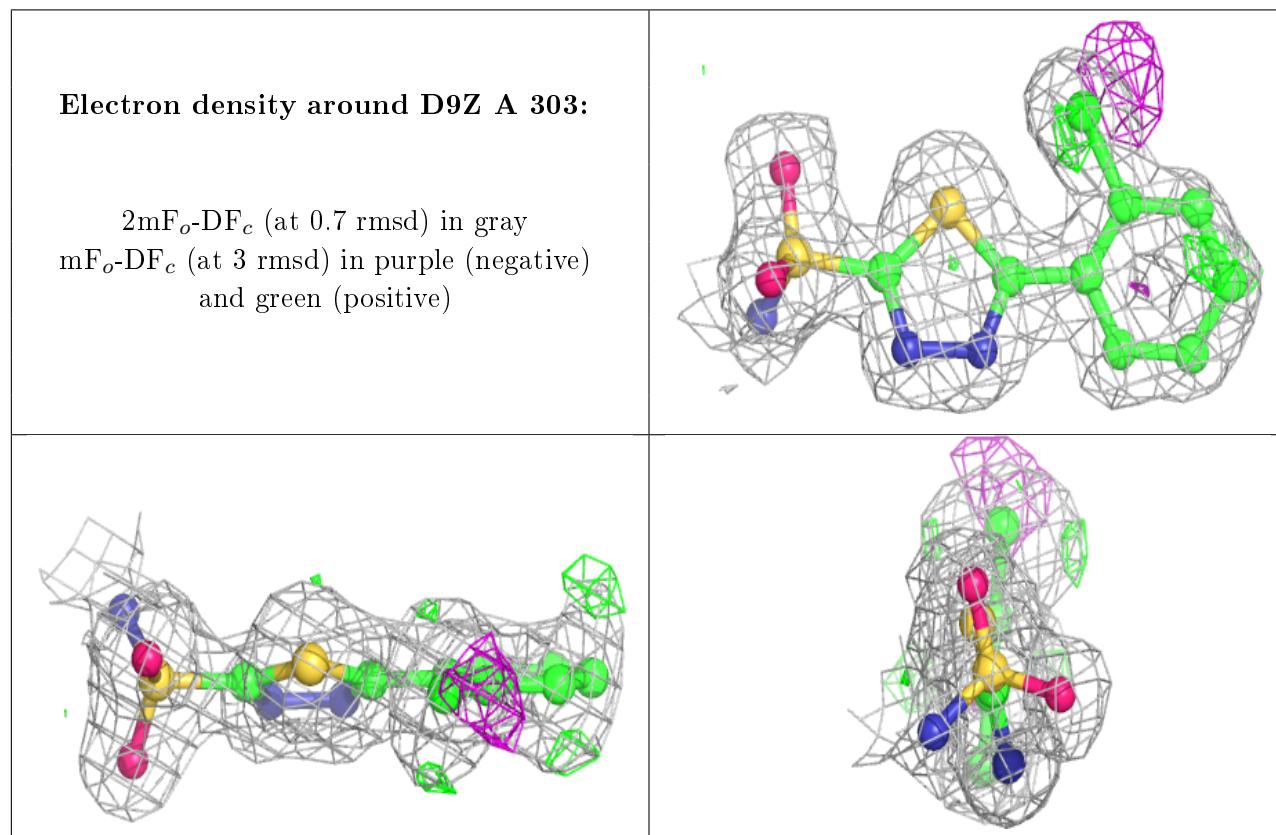 Electron density around D9Z A 303:
2mFₒ-DF𝑐 (at 0.7 rmsd) in gray
mFₒ-DF𝑐 (at 3 rmsd) in purple (negative)
and green (positive)